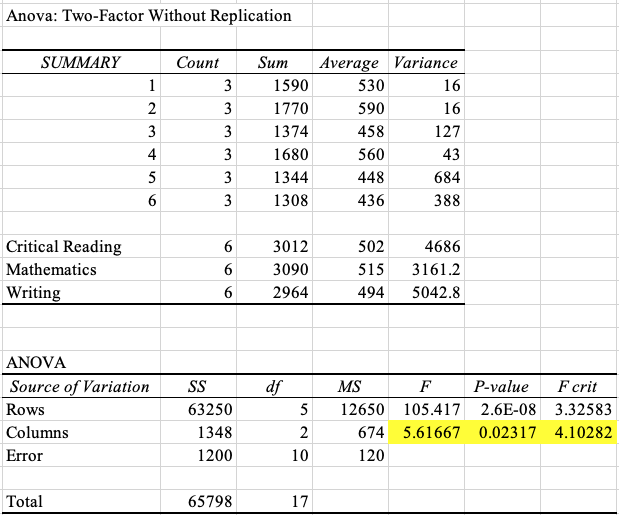 Anova: Two-Factor Without Replication
SUMMARY Count Sum Average Variance
1 3 1590 530 16
2 3 1770 590 16
3 3 1374 458 127
4 3 1680 560 43
5 3 1344 448 684
6 3 1308 436 388
Critical Reading 6 3012 502 4686
Mathematics 6 3090 515 3161.2
Writing 6 2964 494 5042.8
ANOVA
Source of Variation SS df MS F P-value F crit
Rows 63250 5 12650 105.417 2.6E-08 3.32583
Columns 1348 2 674 5.61667 0.02317 4.10282
Error 1200 10 120
Total 65798 17